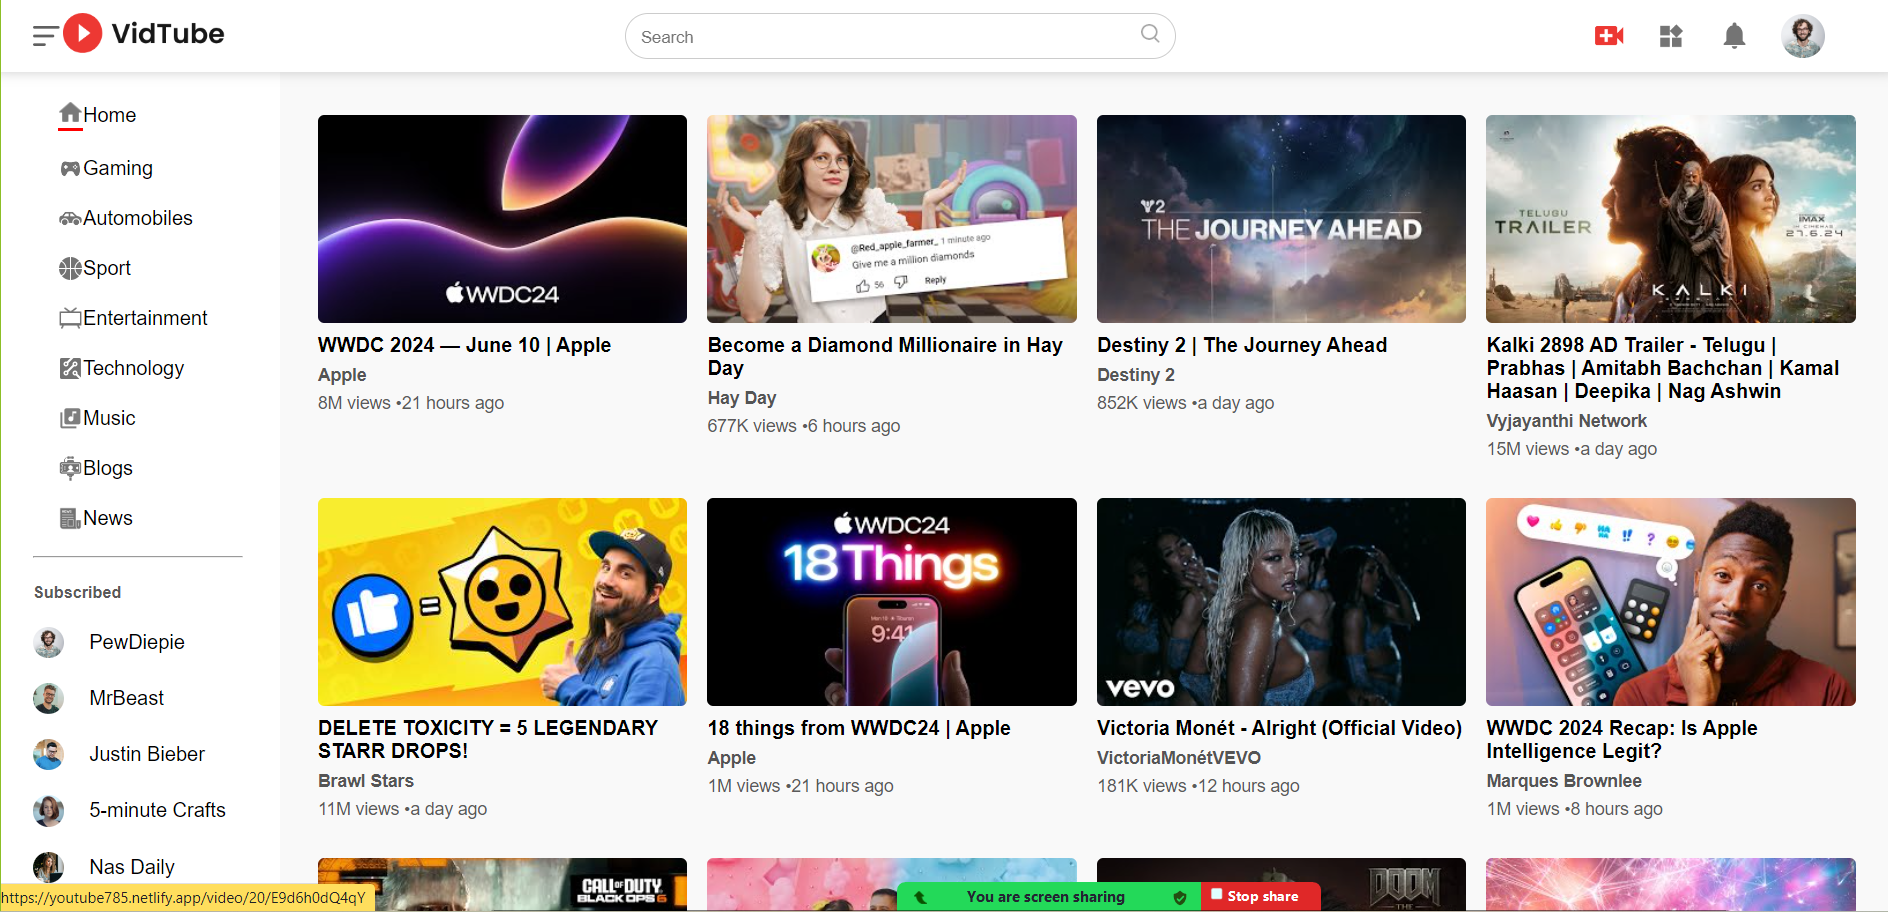 VidTube
Search
Home
Gaming
Automobiles
Sport
Entertainment
Technology
Music
Blogs
News
Subscribed
PewDiepie
MrBeast
Justin Bieber
5-minute Crafts
Nas Daily
WWDC24
WWDC 2024 — June 10 | Apple
Apple
8M views •21 hours ago
@Red_apple_farmer_ 1 minute ago
Give me a million diamonds
56 Reply
Become a Diamond Millionaire in Hay
Day
Hay Day
677K views •6 hours ago
2
THE JOURNEY AHEAD
Destiny 2 | The Journey Ahead
Destiny 2
852K views •a day ago
TELUGU
TRAILER
IMAX
IN CINEMAS
27.6.24
KALKI
Kalki 2898 AD Trailer - Telugu |
Prabhas | Amitabh Bachchan | Kamal
Haasan | Deepika | Nag Ashwin
Vyjayanthi Network
15M views •a day ago
=
DELETE TOXICITY = 5 LEGENDARY
STARR DROPS!
Brawl Stars
11M views •a day ago
WWDC24
18 Things
9:41
18 things from WWDC24 | Apple
Apple
1M views •21 hours ago
vevo
Victoria Monét - Alright (Official Video)
VictoriaMonétVEVO
181K views •12 hours ago
HA HA
!!
?
WWDC 2024 Recap: Is Apple
Intelligence Legit?
Marques Brownlee
1M views •8 hours ago
CALL OF DUTY
BLACK OPS 6
DOOM
THE
https://youtube785.netlify.app/video/20/E9d6h0dQ4qY
You are screen sharing
Stop share